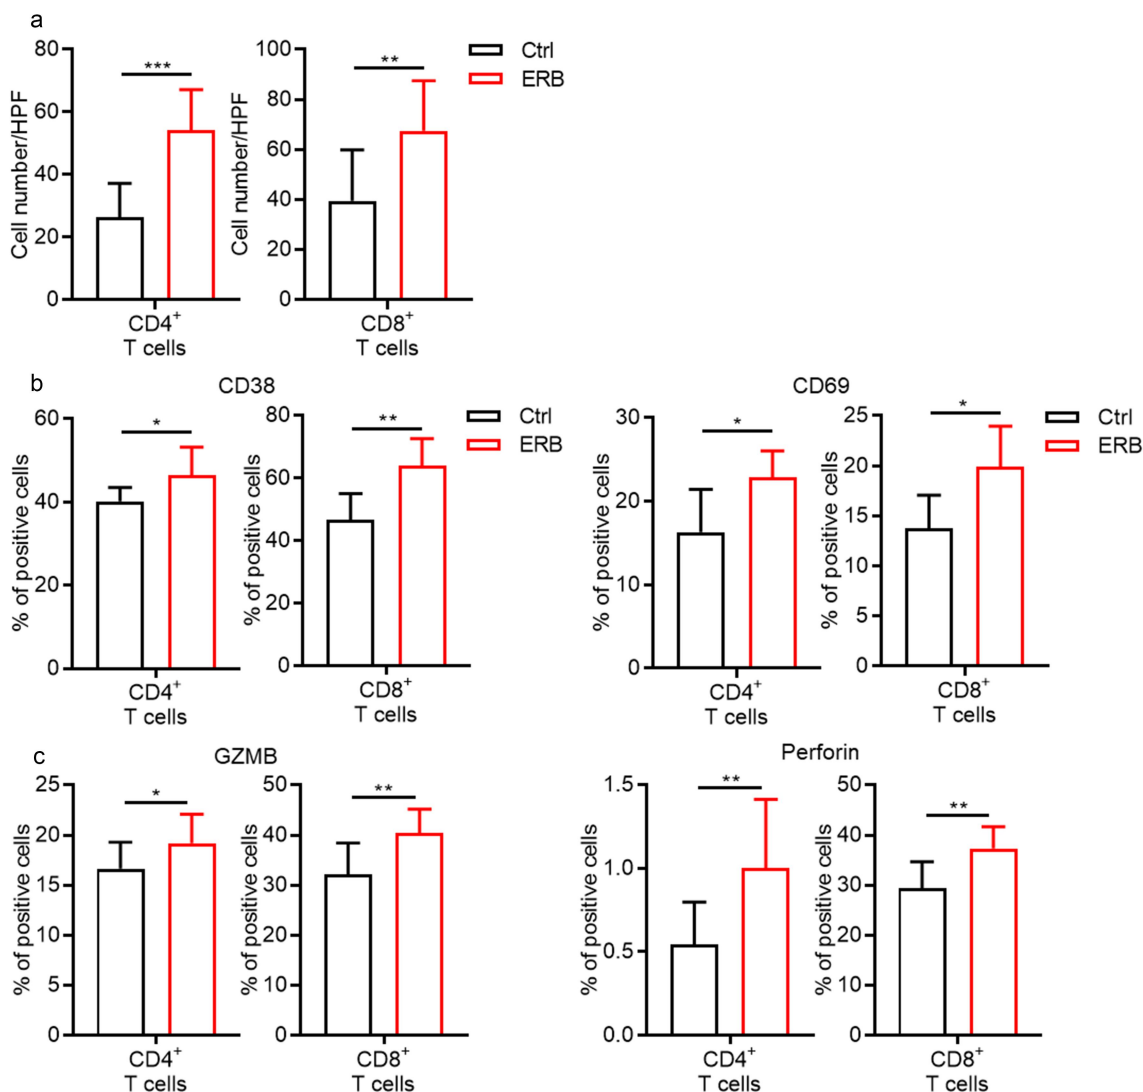 a
Cell number/HPF
80
60
40
20
0
***
CD4+
T cells
Cell number/HPF
100
80
60
40
20
0
**
CD8+
T cells
Ctrl
ERB
b
CD38
% of positive cells
60
40
20
0
*
CD4+
T cells
% of positive cells
80
60
40
20
0
**
CD8+
T cells
Ctrl
ERB
CD69
% of positive cells
30
20
10
0
*
CD4+
T cells
% of positive cells
25
20
15
10
5
0
*
CD8+
T cells
Ctrl
ERB
c
GZMB
% of positive cells
25
20
15
10
5
0
*
CD4+
T cells
% of positive cells
50
40
30
20
10
0
**
CD8+
T cells
Perforin
% of positive cells
1.5
1.0
0.5
0.0
**
CD4+
T cells
% of positive cells
50
40
30
20
10
0
**
CD8+
T cells